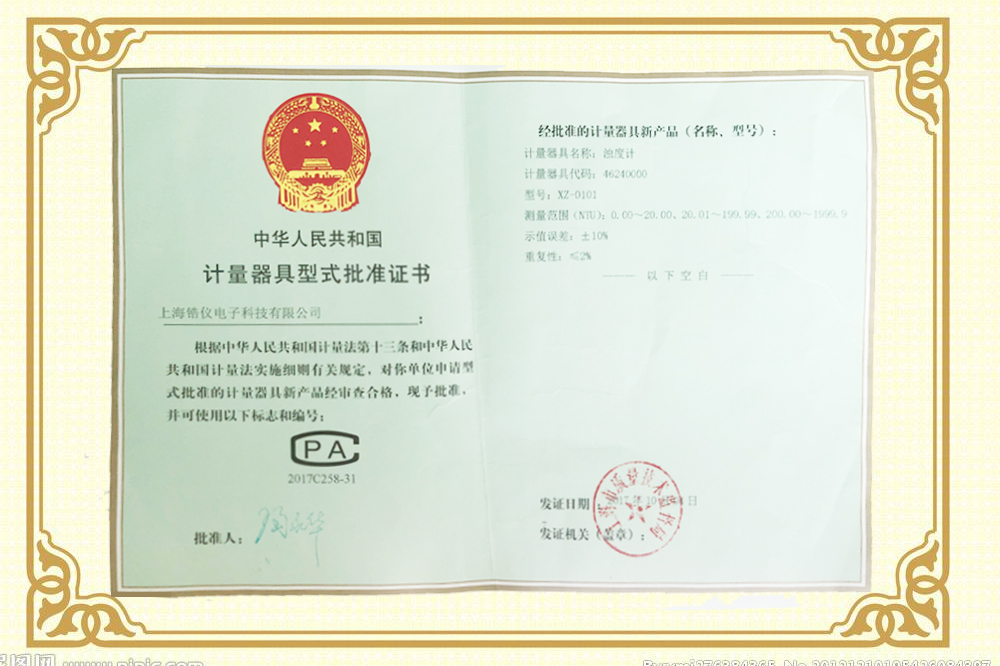 中华人民共和国
计量器具型式批准证书
上海锆仪电子科技有限公司:
根据中华人民共和国计量法第十三条和中华人民
共和国计量法实施细则有关规定，对你单位申请型
式批准的计量器具新产品经审查合格，现予批准，
并可使用以下标志和编号：
CPA
2017C258-31
批准人：
经批准的计量器具新产品（名称、型号）：
计量器具名称：浊度计
计量器具代码：46240000
型号：XZ-0101
测量范围（NTU）：0.00～20.00、20.01～199.99、200.00～1999.9
示值误差：±10%
重复性：≤2%
以下空白
发证日期
发证机关（盖章）：